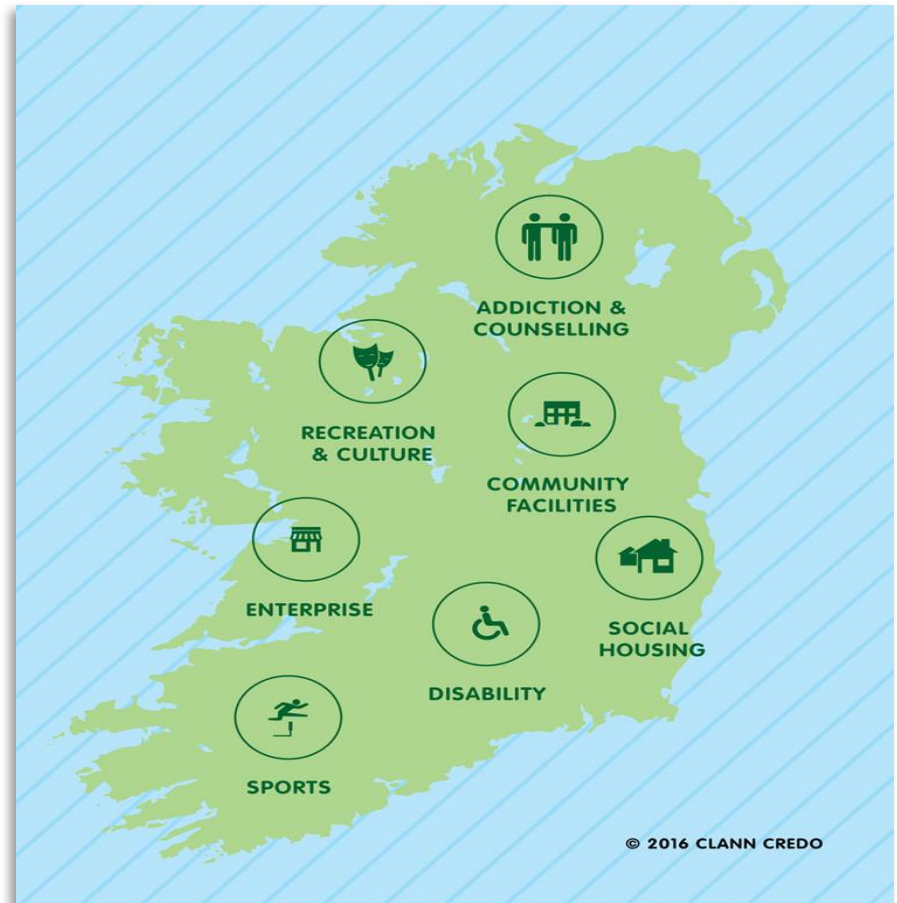 ADDICTION &
COUNSELLING
RECREATION
& CULTURE
COMMUNITY
FACILITIES
ENTERPRISE
SOCIAL
HOUSING
DISABILITY
SPORTS
© 2016 CLANN CREDO